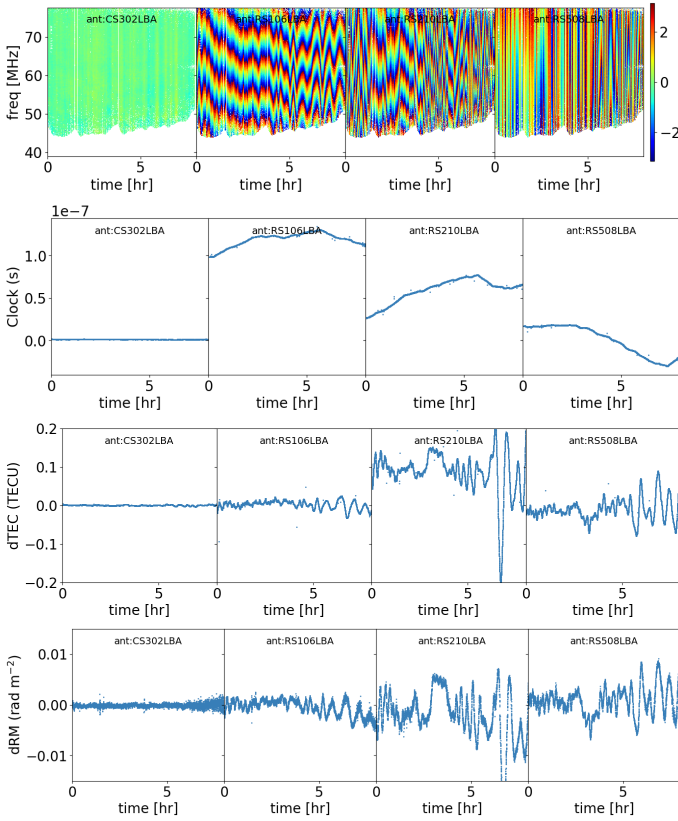 ant:CS302LBA ant:RS106LBA ant:RS210LBA ant:RS508LBA
freq [MHz]
70
60
50
40
2
0
−2
0 5 0 5 0 5 0 5
time [hr] time [hr] time [hr] time [hr]
1e−7
ant:CS302LBA ant:RS106LBA ant:RS210LBA ant:RS508LBA
Clock (s)
1.0
0.5
0.0
0 5 0 5 0 5 0 5
time [hr] time [hr] time [hr] time [hr]
ant:CS302LBA ant:RS106LBA ant:RS210LBA ant:RS508LBA
dTEC (TECU)
0.2
0.1
0.0
−0.1
−0.2
0 5 0 5 0 5 0 5
time [hr] time [hr] time [hr] time [hr]
ant:CS302LBA ant:RS106LBA ant:RS210LBA ant:RS508LBA
dRM (rad m⁻²)
0.01
0.00
−0.01
0 5 0 5 0 5 0 5
time [hr] time [hr] time [hr] time [hr]